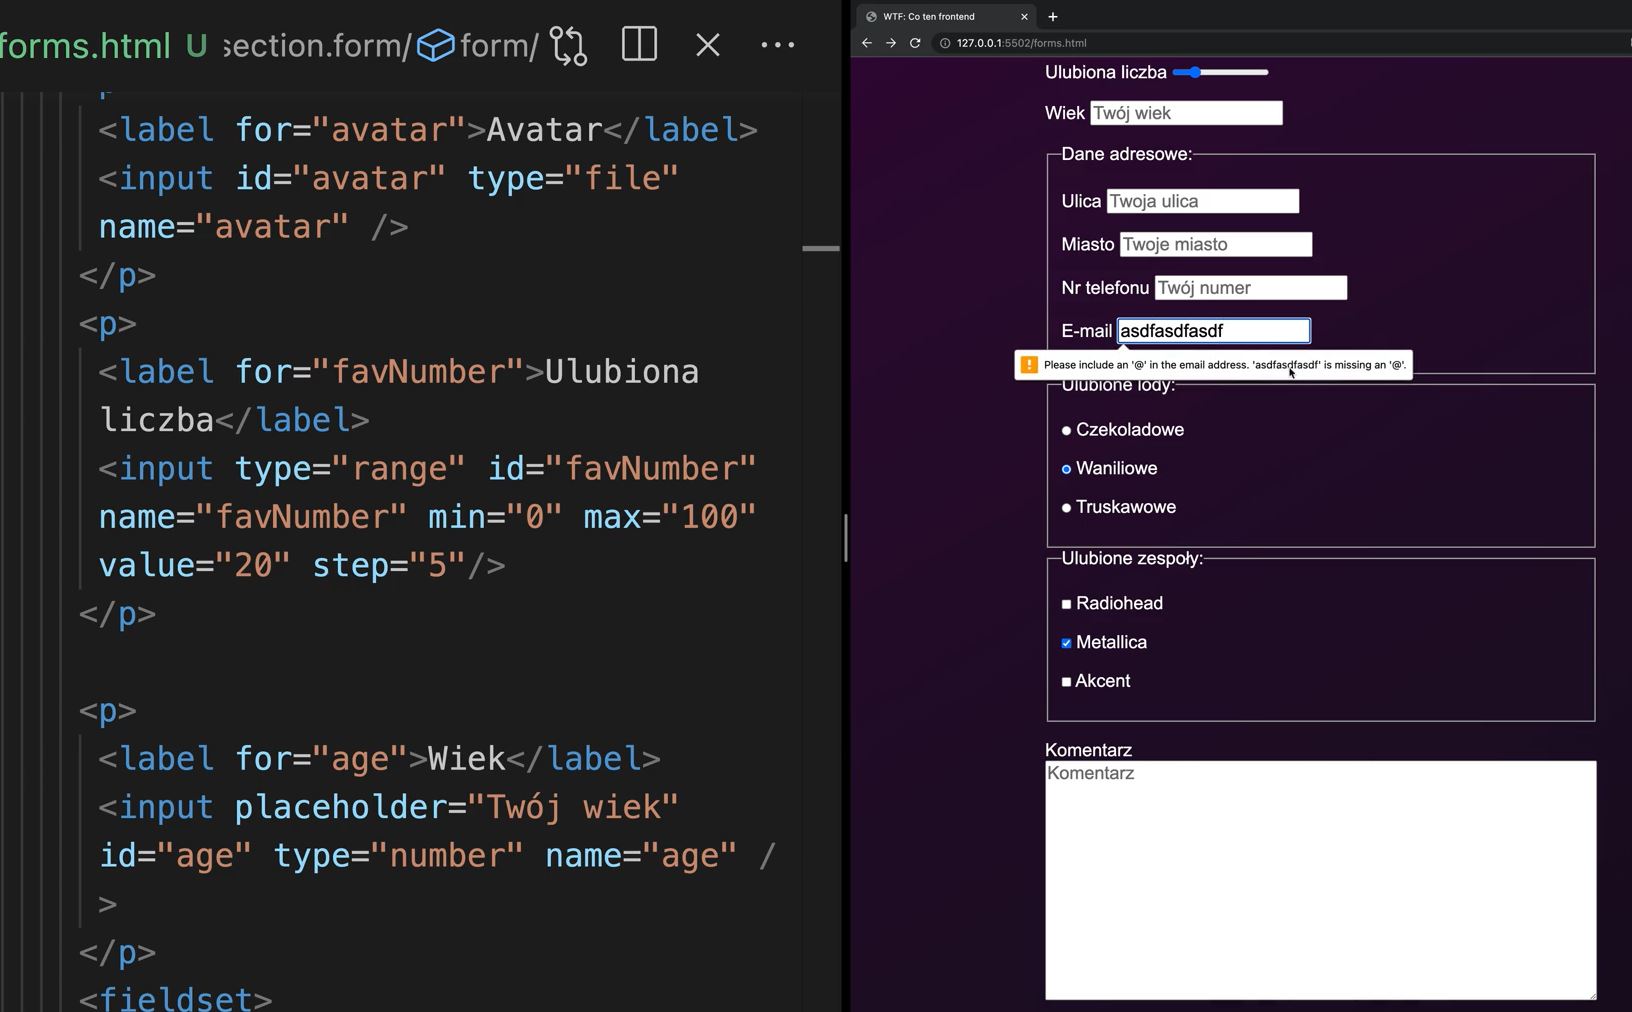 forms.html U section.form/ form/
p
<label for="avatar">Avatar</label>
<input id="avatar" type="file"
name="avatar" />
</p>
<p>
<label for="favNumber">Ulubiona
liczba</label>
<input type="range" id="favNumber"
name="favNumber" min="0" max="100"
value="20" step="5"/>
</p>
<p>
<label for="age">Wiek</label>
<input placeholder="Twój wiek"
id="age" type="number" name="age" /
>
</p>
<fieldset>
WTF: Co ten frontend
127.0.0.1:5502/forms.html
Ulubiona liczba
Wiek Twój wiek
Dane adresowe:
Ulica Twoja ulica
Miasto Twoje miasto
Nr telefonu Twój numer
E-mail asdfasdfasdf
Please include an '@' in the email address. 'asdfasdfasdf' is missing an '@'.
Ulubione lody:
Czekoladowe
Waniliowe
Truskawowe
Ulubione zespoły:
Radiohead
Metallica
Akcent
Komentarz
Komentarz